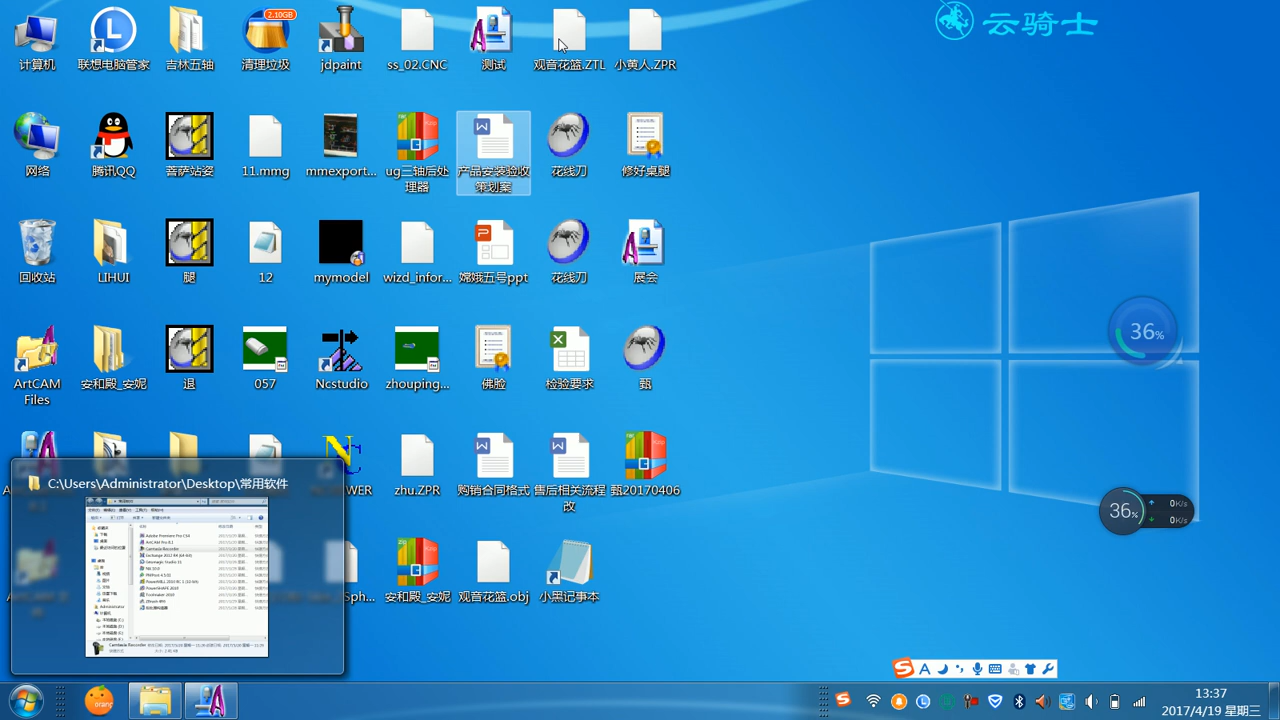 云骑士
2.10GB
计算机
联想电脑管家
吉林五轴
清理垃圾
jdpaint
ss_02.CNC
测试
观音花篮.ZTL
小黄人.ZPR
网络
腾讯QQ
菩萨站姿
11.mmg
mmexport...
ug三轴后处理器
产品安装验收策划案
花线刀
修好桌腿
回收站
LIHUI
腿
12
mymodel
wizd_infor...
嫦娥五号ppt
花线刀
展会
36%
ArtCAM Files
安和殿_安妮
退
057
Ncstudio
zhouping...
佛脸
检验要求
甄
zhu.ZPR
购销合同格式
售后相关流程改
甄20170406
C:\Users\Administrator\Desktop\常用软件
36%
0K/s
0K/s
安和殿_安妮
观音花篮.obj
orange
13:37
2017/4/19 星期三